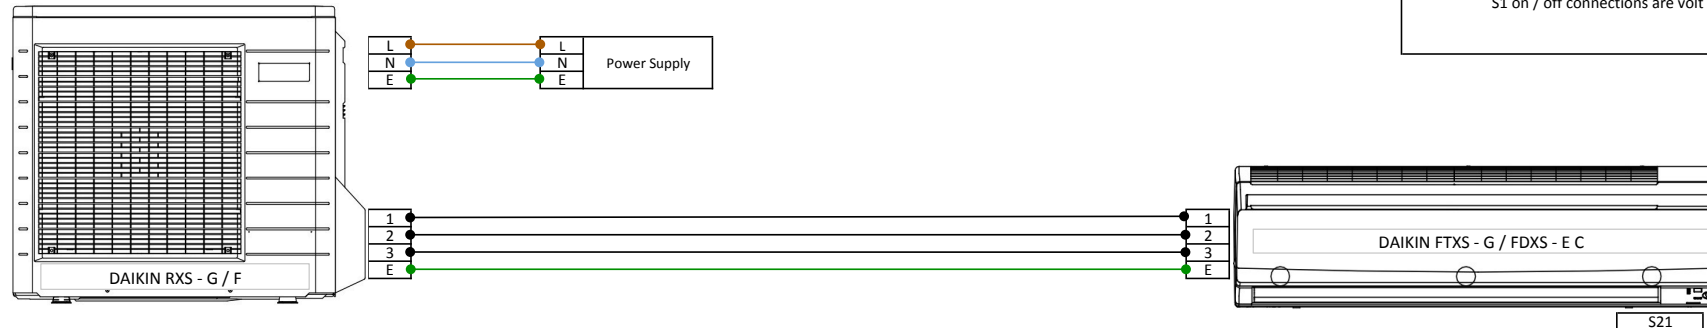 S1 on / off connections are volt
L L
N N Power Supply
E E
1 1
2 2
3 3
E E
DAIKIN RXS - G / F
DAIKIN FTXS - G / FDXS - E C
S21